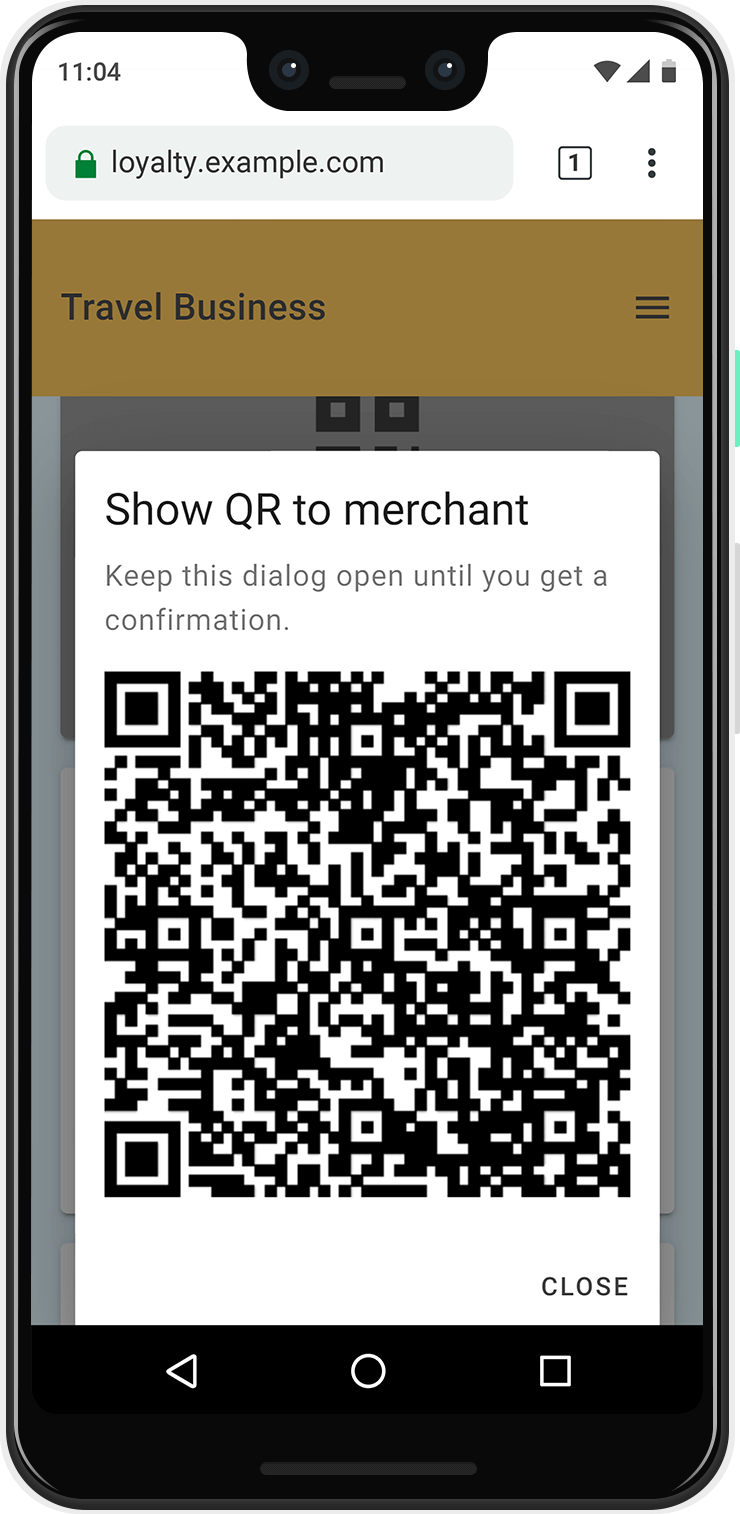 11:04
loyalty.example.com
1
Travel Business
Show QR to merchant
Keep this dialog open until you get a
confirmation.
CLOSE